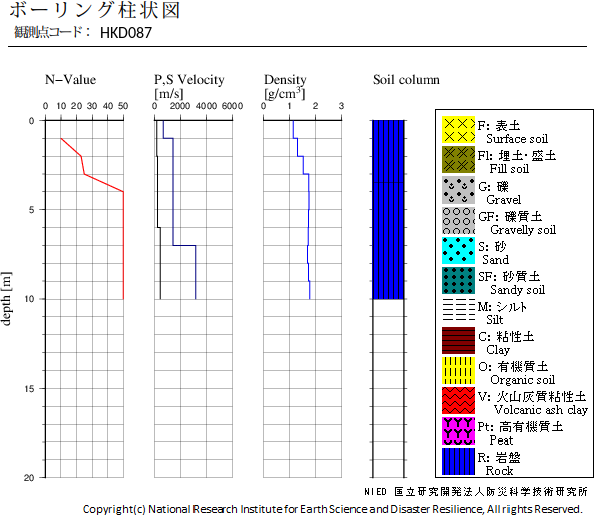 ボーリング柱状図
観測点コード： HKD087
N−Value
P,S Velocity
[m/s]
Density
[g/cm³]
Soil column
0 10 20 30 40 50
0 2000 4000 6000
0 1 2 3
0
5
10
15
20
depth [m]
F: 表土
Surface soil
Fl: 埋土・盛土
Fill soil
G: 礫
Gravel
GF: 礫質土
Gravelly soil
S: 砂
Sand
SF: 砂質土
Sandy soil
M: シルト
Silt
C: 粘性土
Clay
O: 有機質土
Organic soil
V: 火山灰質粘性土
Volcanic ash clay
Pt: 高有機質土
Peat
R: 岩盤
Rock
NIED 国立研究開発法人防災科学技術研究所
Copyright(c) National Research Institute for Earth Science and Disaster Resilience, All rights Reserved.